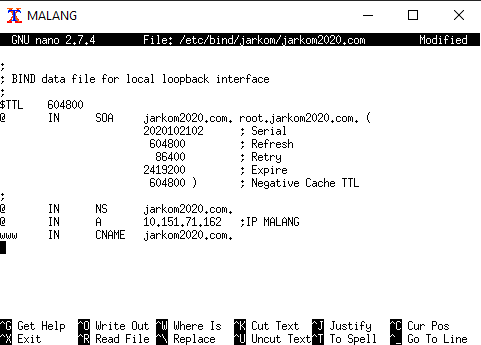 MALANG
GNU nano 2.7.4 File: /etc/bind/jarkom/jarkom2020.com Modified
;
; BIND data file for local loopback interface
;
$TTL 604800
@ IN SOA jarkom2020.com. root.jarkom2020.com. (
2020102102 ; Serial
604800 ; Refresh
86400 ; Retry
2419200 ; Expire
604800 ) ; Negative Cache TTL
;
@ IN NS jarkom2020.com.
@ IN A 10.151.71.162 ;IP MALANG
www IN CNAME jarkom2020.com.
^G Get Help ^O Write Out ^W Where Is ^K Cut Text ^J Justify ^C Cur Pos
^X Exit ^R Read File ^\ Replace ^U Uncut Text ^T To Spell ^_ Go To Line